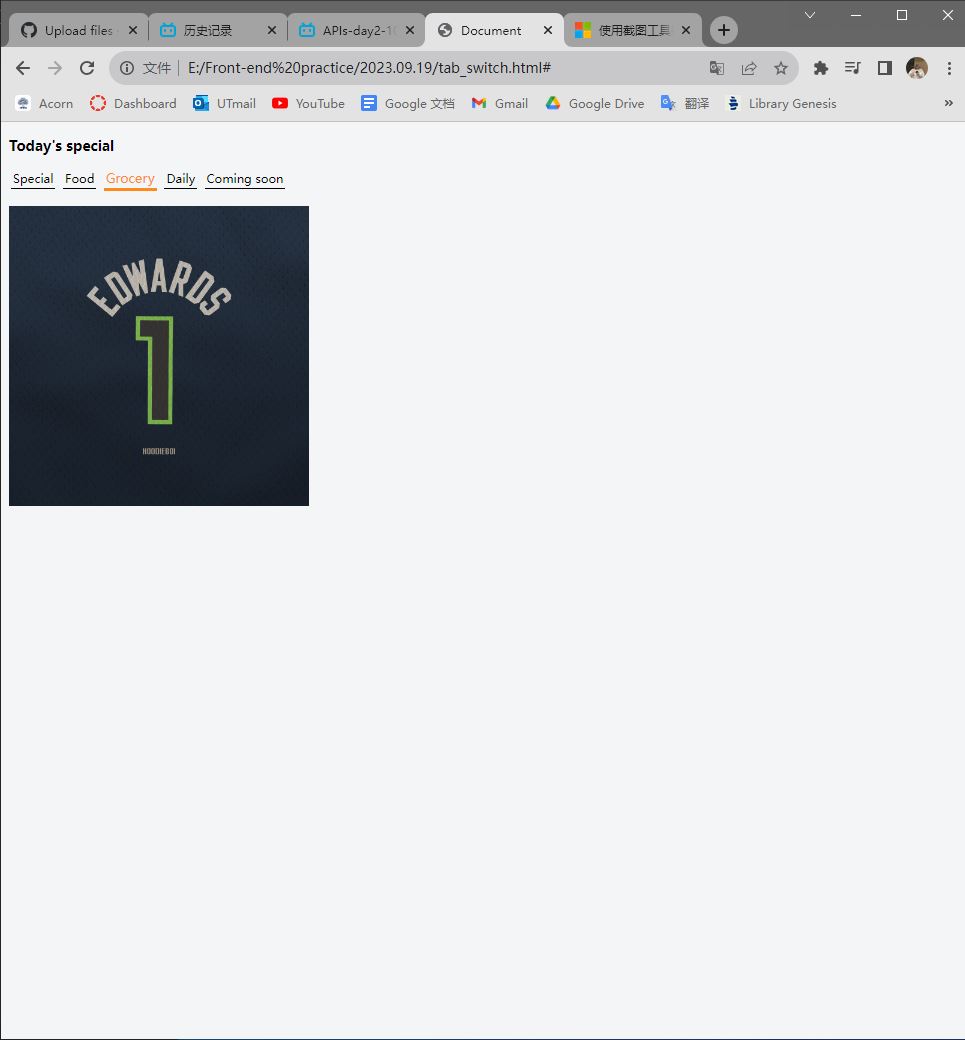 Upload files
历史记录
APIs-day2-10
Document
使用截图工具
文件
E:/Front-end%20practice/2023.09.19/tab_switch.html#
Acorn
Dashboard
UTmail
YouTube
Google 文档
Gmail
Google Drive
翻译
Library Genesis
»
Today's special
Special Food Grocery Daily Coming soon
EDWARDS
1
HOODIEBOI